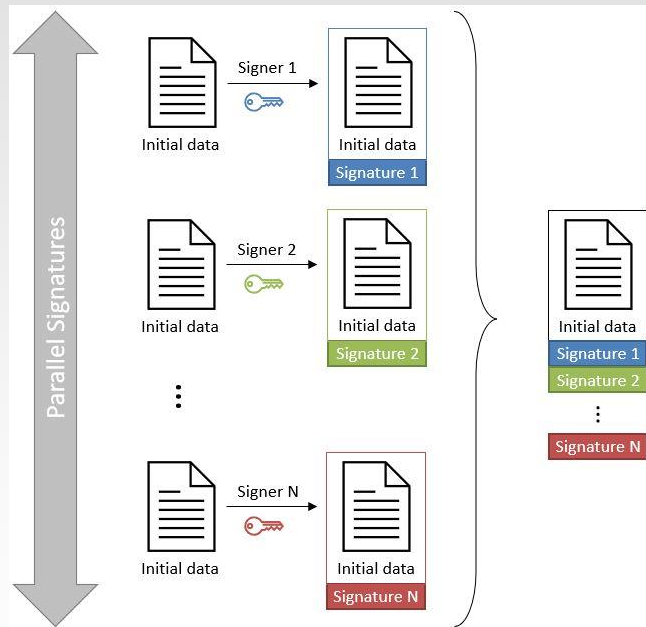 Parallel Signatures
Signer 1
Initial data
Initial data
Signature 1
Signer 2
Initial data
Initial data
Signature 2
Signer N
Initial data
Initial data
Signature N
Initial data
Signature 1
Signature 2
Signature N